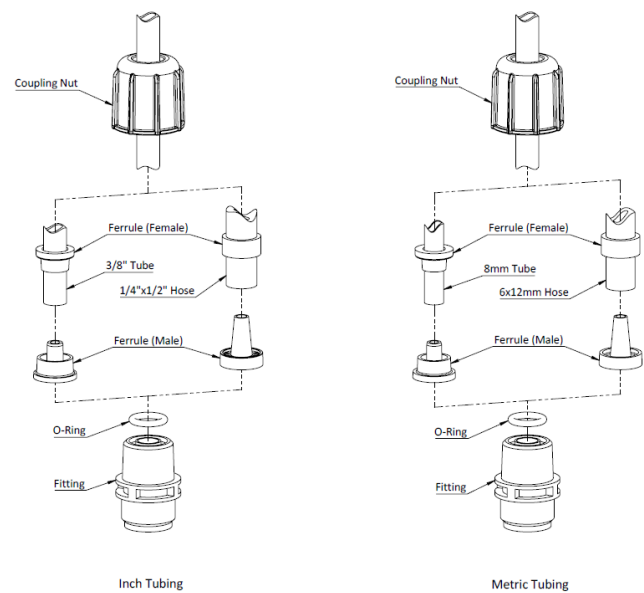 Coupling Nut
Ferrule (Female)
3/8" Tube
1/4"x1/2" Hose
Ferrule (Male)
O-Ring
Fitting
Inch Tubing
Coupling Nut
Ferrule (Female)
8mm Tube
6x12mm Hose
Ferrule (Male)
O-Ring
Fitting
Metric Tubing